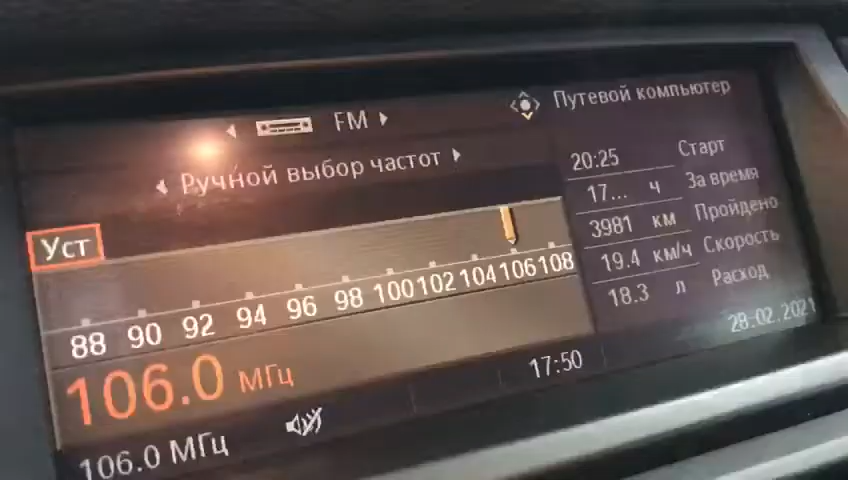 FM
Ручной выбор частот
Уст
88 90 92 94 96 98 100 102 104 106 108
106.0 МГц
106.0 МГц
17:50
Путевой компьютер
20:25 Старт
17... ч За время
3981 км Пройдено
19.4 км/ч Скорость
18.3 л Расход
28.02.2021